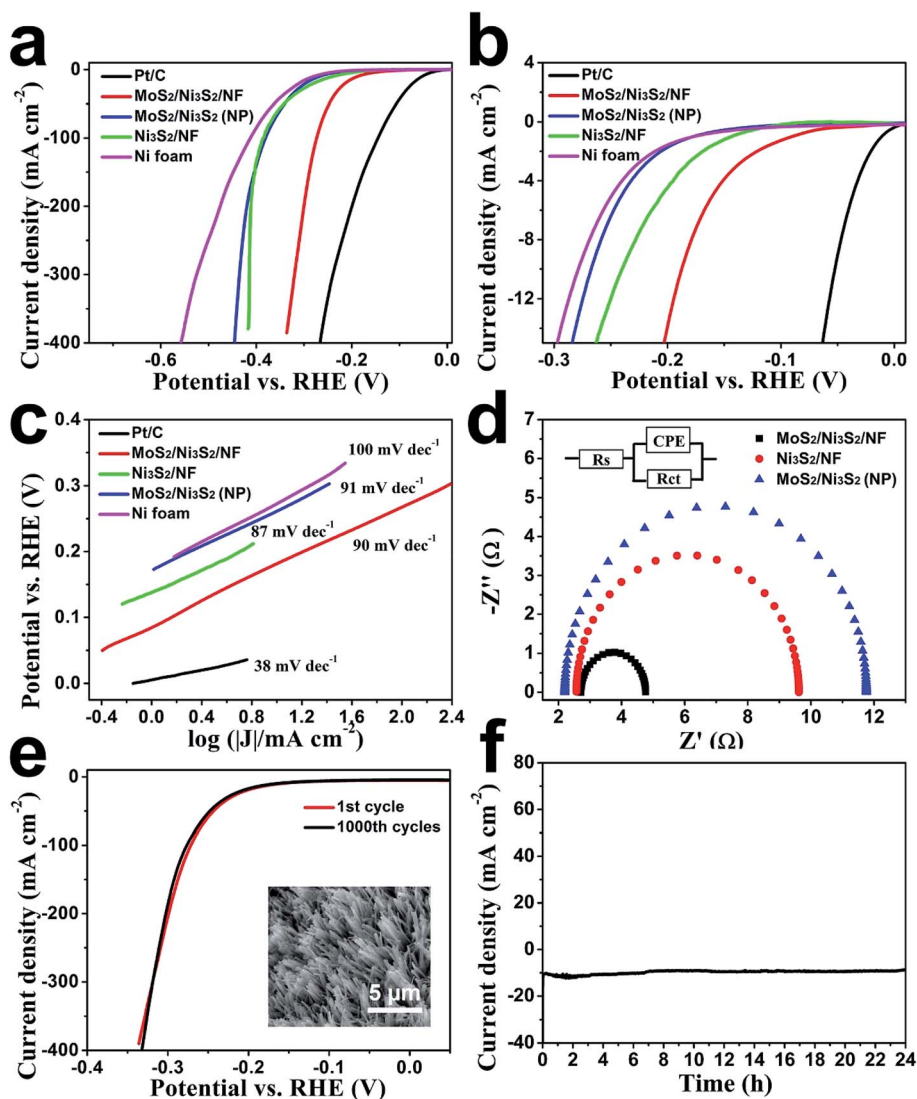 a
0
-100
-200
-300
-400
-0.6
-0.4
-0.2
0.0
Current density (mA cm⁻²)
Potential vs. RHE (V)
Pt/C
MoS₂/Ni₃S₂/NF
MoS₂/Ni₃S₂ (NP)
Ni₃S₂/NF
Ni foam
b
4
0
-4
-8
-12
-0.3
-0.2
-0.1
0.0
Current density (mA cm⁻²)
Potential vs. RHE (V)
Pt/C
MoS₂/Ni₃S₂/NF
MoS₂/Ni₃S₂ (NP)
Ni₃S₂/NF
Ni foam
c
0.4
0.3
0.2
0.1
0.0
-0.4
0.0
0.4
0.8
1.2
1.6
2.0
2.4
Potential vs. RHE (V)
log (|J|/mA cm⁻²)
Pt/C
MoS₂/Ni₃S₂/NF
Ni₃S₂/NF
MoS₂/Ni₃S₂ (NP)
Ni foam
100 mV dec⁻¹
91 mV dec⁻¹
87 mV dec⁻¹
90 mV dec⁻¹
38 mV dec⁻¹
d
7
6
5
4
3
2
1
0
2
4
6
8
10
12
-Z'' (Ω)
Z' (Ω)
Rs
CPE
Rct
MoS₂/Ni₃S₂/NF
Ni₃S₂/NF
MoS₂/Ni₃S₂ (NP)
e
0
-100
-200
-300
-400
-0.4
-0.3
-0.2
-0.1
0.0
Current density (mA cm⁻²)
Potential vs. RHE (V)
1st cycle
1000th cycles
5 μm
f
80
60
40
20
0
-20
-40
0
2
4
6
8
10
12
14
16
18
20
22
24
Current density (mA cm⁻²)
Time (h)